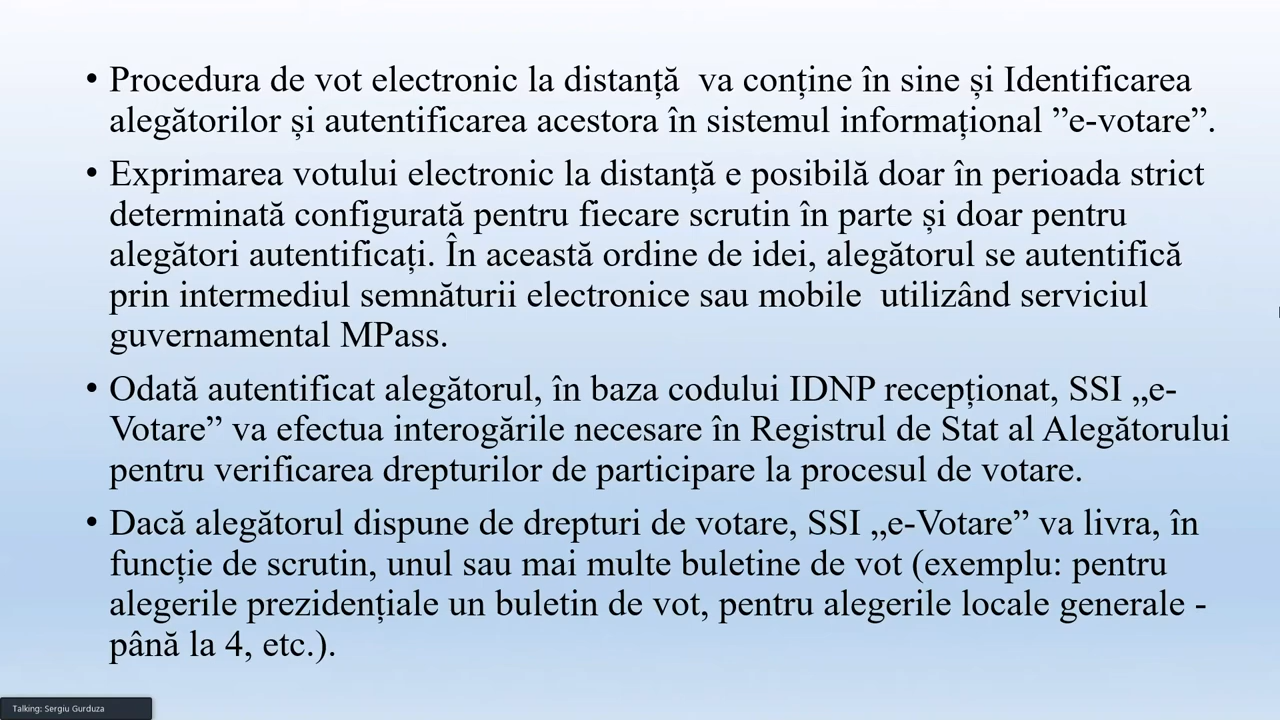 • Procedura de vot electronic la distanță  va conține în sine și Identificarea
alegătorilor și autentificarea acestora în sistemul informațional ”e-votare”.
• Exprimarea votului electronic la distanță e posibilă doar în perioada strict
determinată configurată pentru fiecare scrutin în parte și doar pentru
alegători autentificați. În această ordine de idei, alegătorul se autentifică
prin intermediul semnăturii electronice sau mobile  utilizând serviciul
guvernamental MPass.
• Odată autentificat alegătorul, în baza codului IDNP recepționat, SSI „e-
Votare” va efectua interogările necesare în Registrul de Stat al Alegătorului
pentru verificarea drepturilor de participare la procesul de votare.
• Dacă alegătorul dispune de drepturi de votare, SSI „e-Votare” va livra, în
funcție de scrutin, unul sau mai multe buletine de vot (exemplu: pentru
alegerile prezidențiale un buletin de vot, pentru alegerile locale generale -
până la 4, etc.).
Talking: Sergiu Gurduza